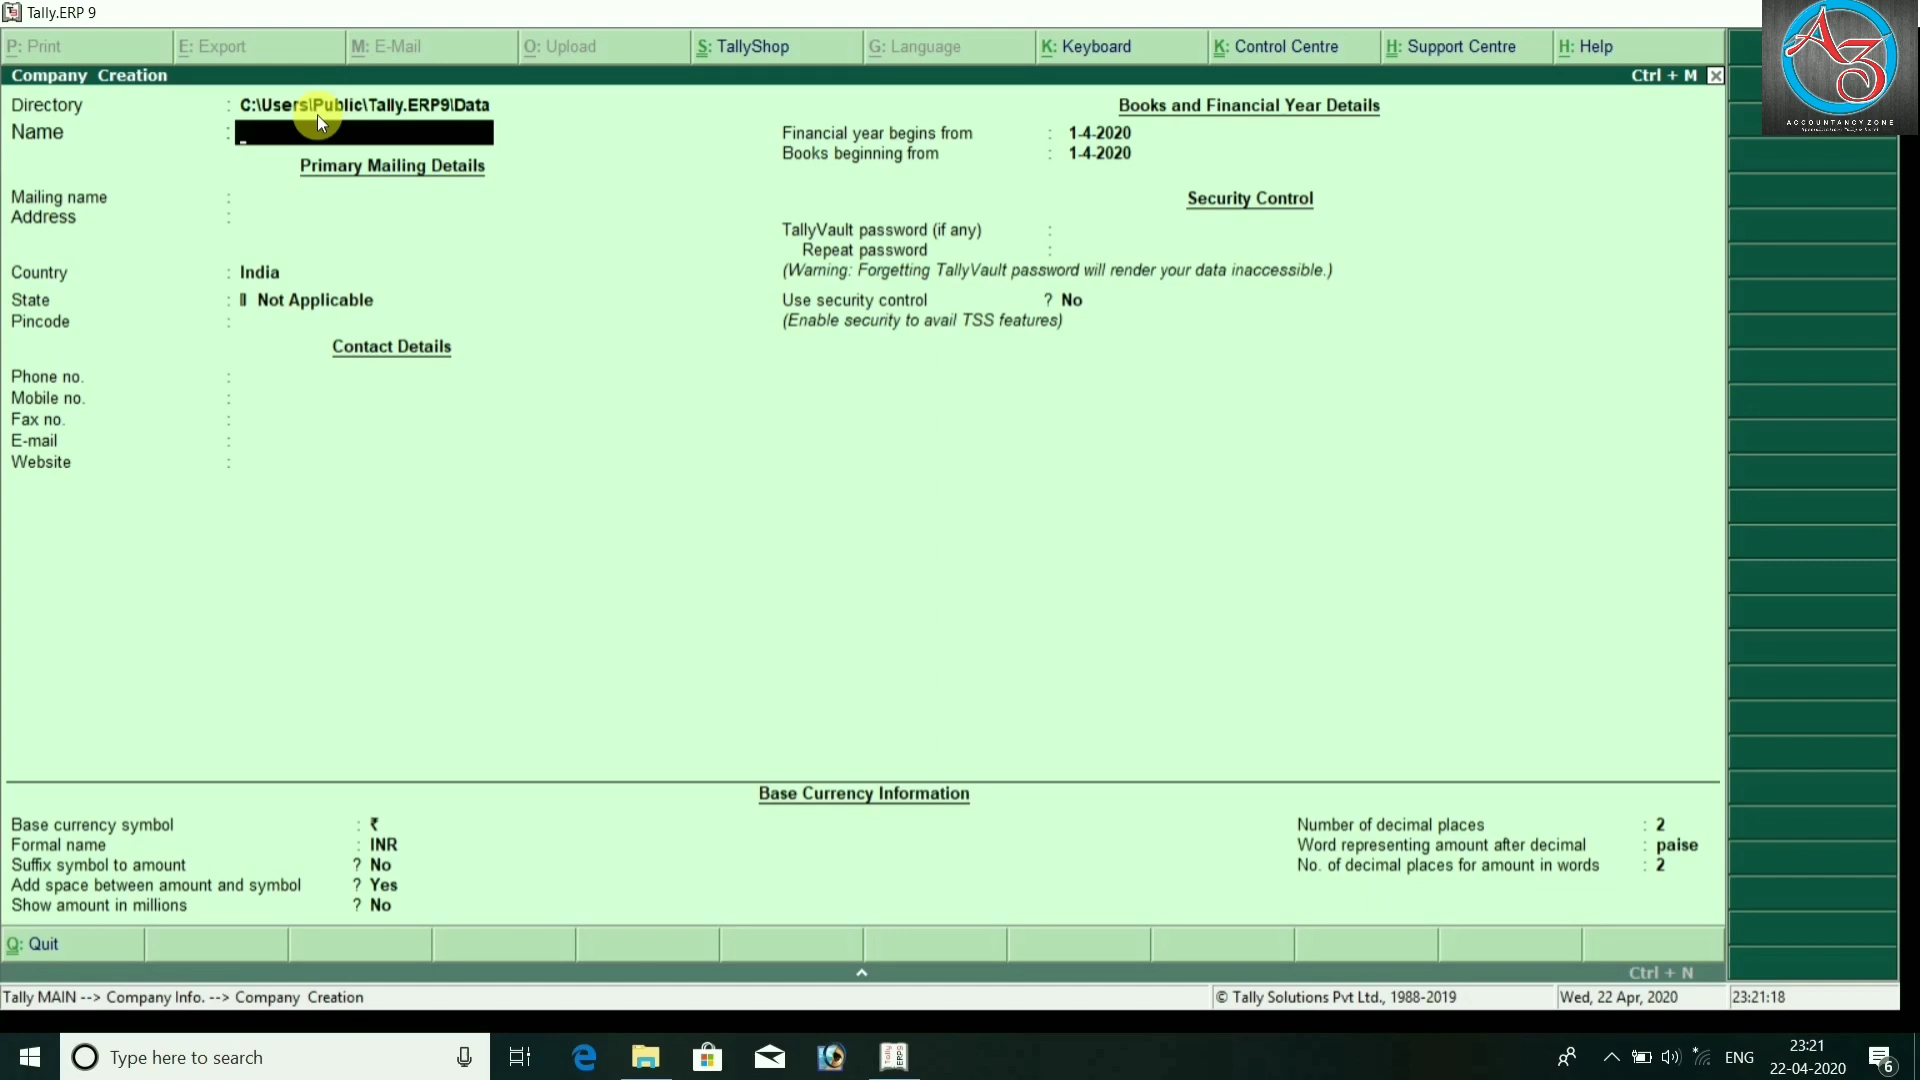 Tally.ERP 9
P: Print E: Export M: E-Mail O: Upload S: TallyShop G: Language K: Keyboard K: Control Centre H: Support Centre H: Help
Company Creation Ctrl + M
Directory : C:\Users\Public\Tally.ERP9\Data
Name :
Primary Mailing Details
Mailing name :
Address :
Country : India
State : Not Applicable
Pincode :
Contact Details
Phone no. :
Mobile no. :
Fax no. :
E-mail :
Website :
Books and Financial Year Details
Financial year begins from : 1-4-2020
Books beginning from : 1-4-2020
Security Control
TallyVault password (if any) :
Repeat password :
(Warning: Forgetting TallyVault password will render your data inaccessible.)
Use security control ? No
(Enable security to avail TSS features)
Base Currency Information
Base currency symbol : ₹
Formal name : INR
Suffix symbol to amount ? No
Add space between amount and symbol ? Yes
Show amount in millions ? No
Number of decimal places : 2
Word representing amount after decimal : paise
No. of decimal places for amount in words : 2
Q: Quit
Ctrl + N
Tally MAIN --> Company Info. --> Company Creation
© Tally Solutions Pvt Ltd., 1988-2019
Wed, 22 Apr, 2020
23:21:18
Type here to search
ENG
23:21
22-04-2020
6
ACCOUNTANCY ZONE